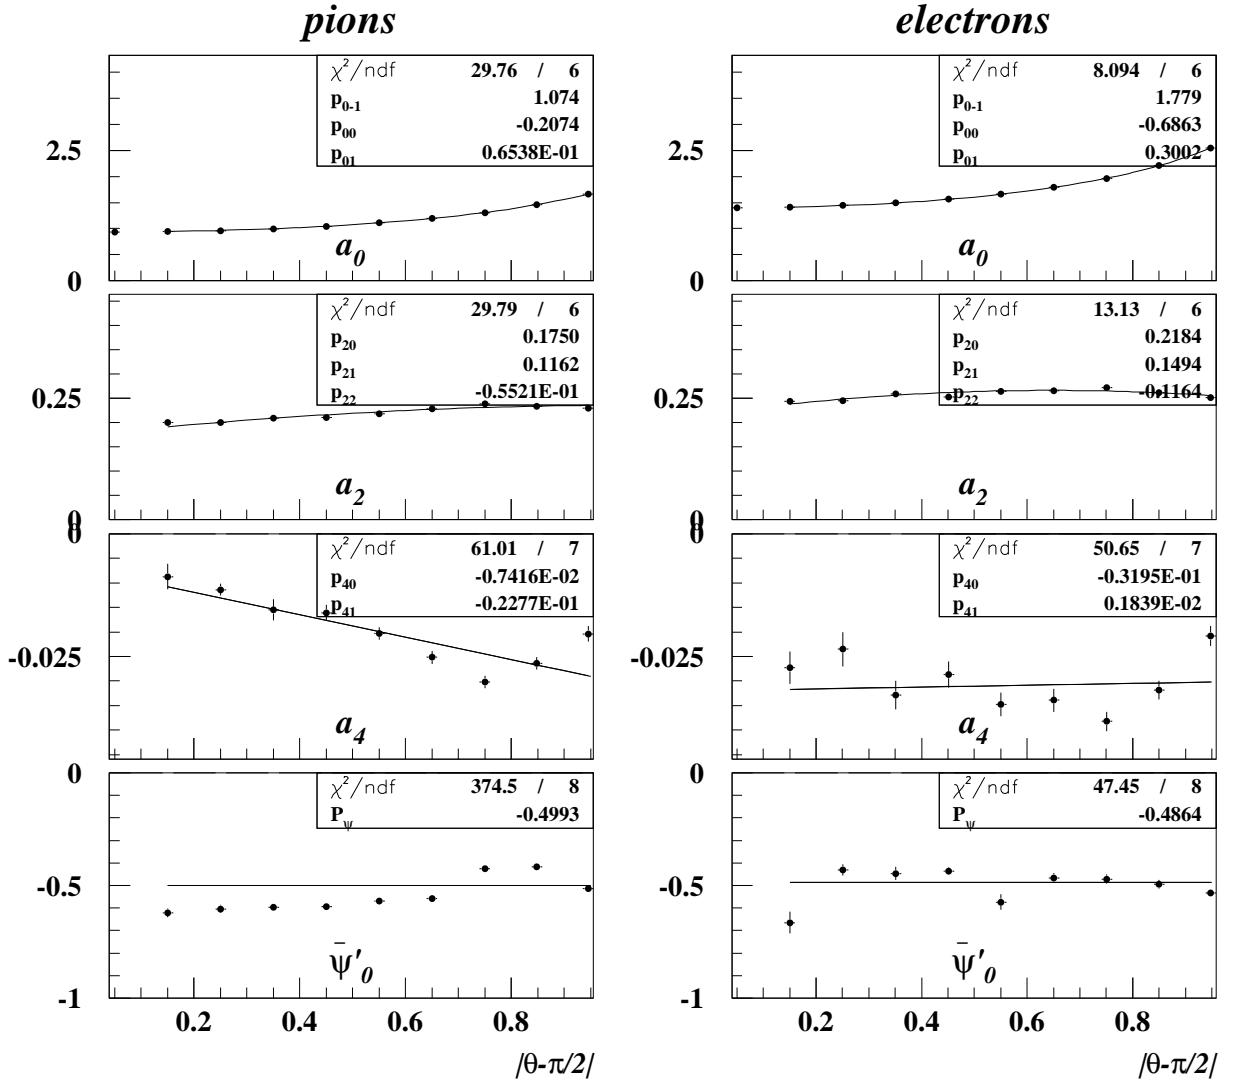 pions electrons
χ²/ndf 29.76 / 6
p0-1 1.074
p00 -0.2074
p01 0.6538E-01
2.5
0
a0
χ²/ndf 8.094 / 6
p0-1 1.779
p00 -0.6863
p01 0.3002
2.5
0
a0
χ²/ndf 29.79 / 6
p20 0.1750
p21 0.1162
p22 -0.5521E-01
0.25
0
a2
χ²/ndf 13.13 / 6
p20 0.2184
p21 0.1494
p22 -0.1164
0.25
0
a2
0
χ²/ndf 61.01 / 7
p40 -0.7416E-02
p41 -0.2277E-01
-0.025
a4
0
χ²/ndf 50.65 / 7
p40 -0.3195E-01
p41 0.1839E-02
-0.025
a4
0
χ²/ndf 374.5 / 8
Pψ -0.4993
-0.5
ψ̄′0
-1
0.2 0.4 0.6 0.8
|θ-π/2|
0
χ²/ndf 47.45 / 8
Pψ -0.4864
-0.5
ψ̄′0
-1
0.2 0.4 0.6 0.8
|θ-π/2|